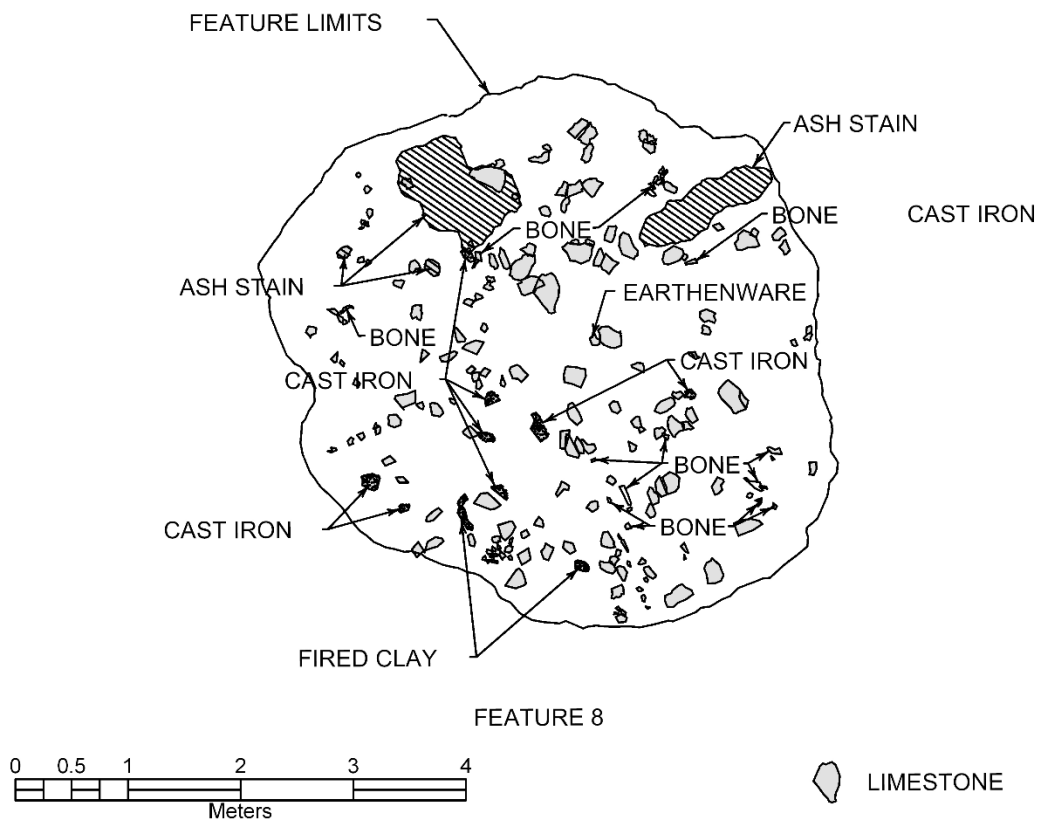 FEATURE LIMITS
ASH STAIN
BONE
BONE
CAST IRON
ASH STAIN
EARTHENWARE
BONE
CAST IRON
CAST IRON
BONE
CAST IRON
BONE
FIRED CLAY
FEATURE 8
0 0.5 1 2 3 4
Meters
LIMESTONE